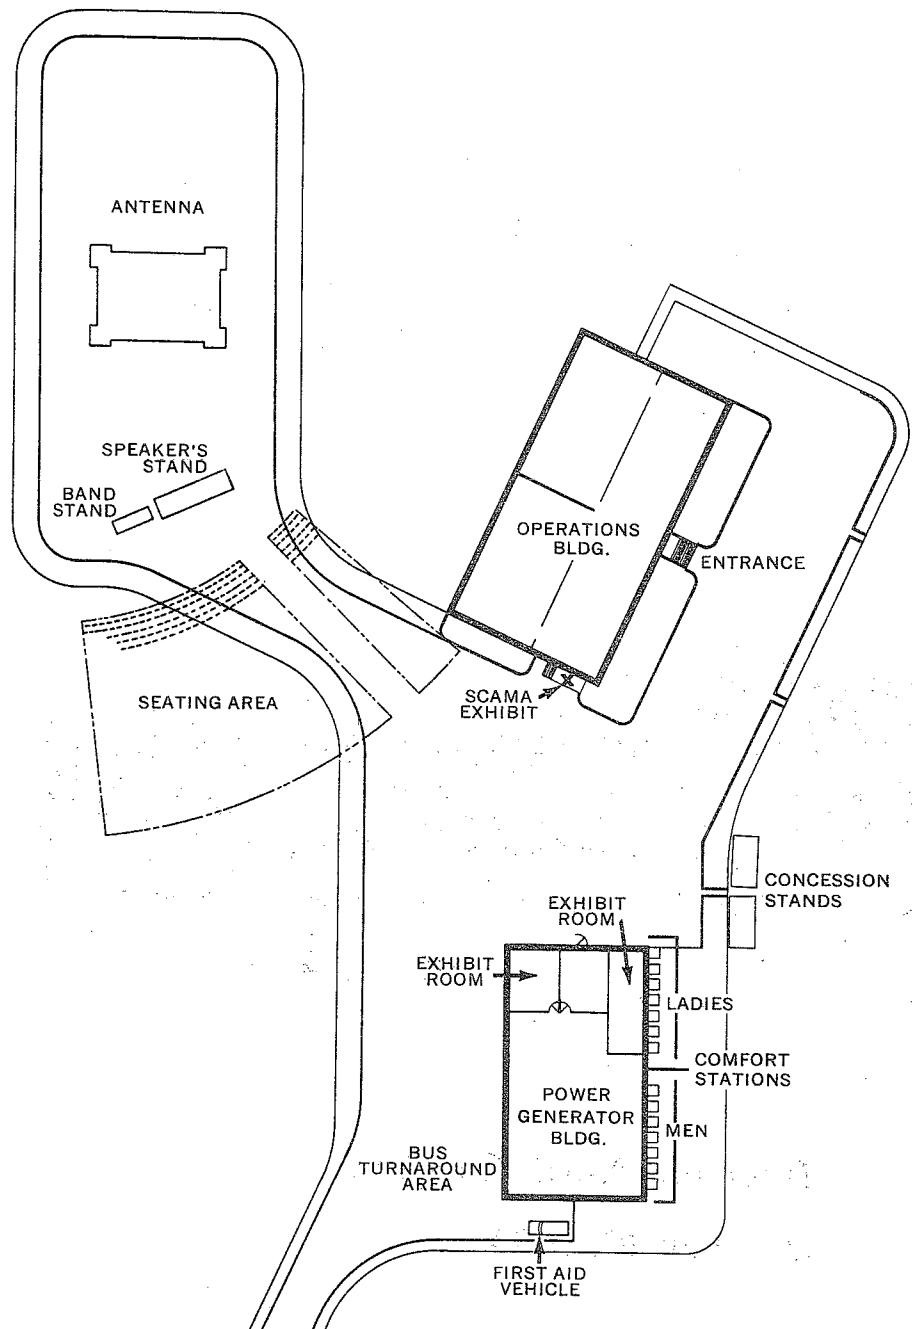 ANTENNA
SPEAKER'S
STAND
BAND
STAND
OPERATIONS
BLDG.
ENTRANCE
SCAMA
EXHIBIT
SEATING AREA
CONCESSION
STANDS
EXHIBIT
ROOM
EXHIBIT
ROOM
LADIES
COMFORT
STATIONS
POWER
GENERATOR
BLDG.
MEN
BUS
TURNAROUND
AREA
FIRST AID
VEHICLE